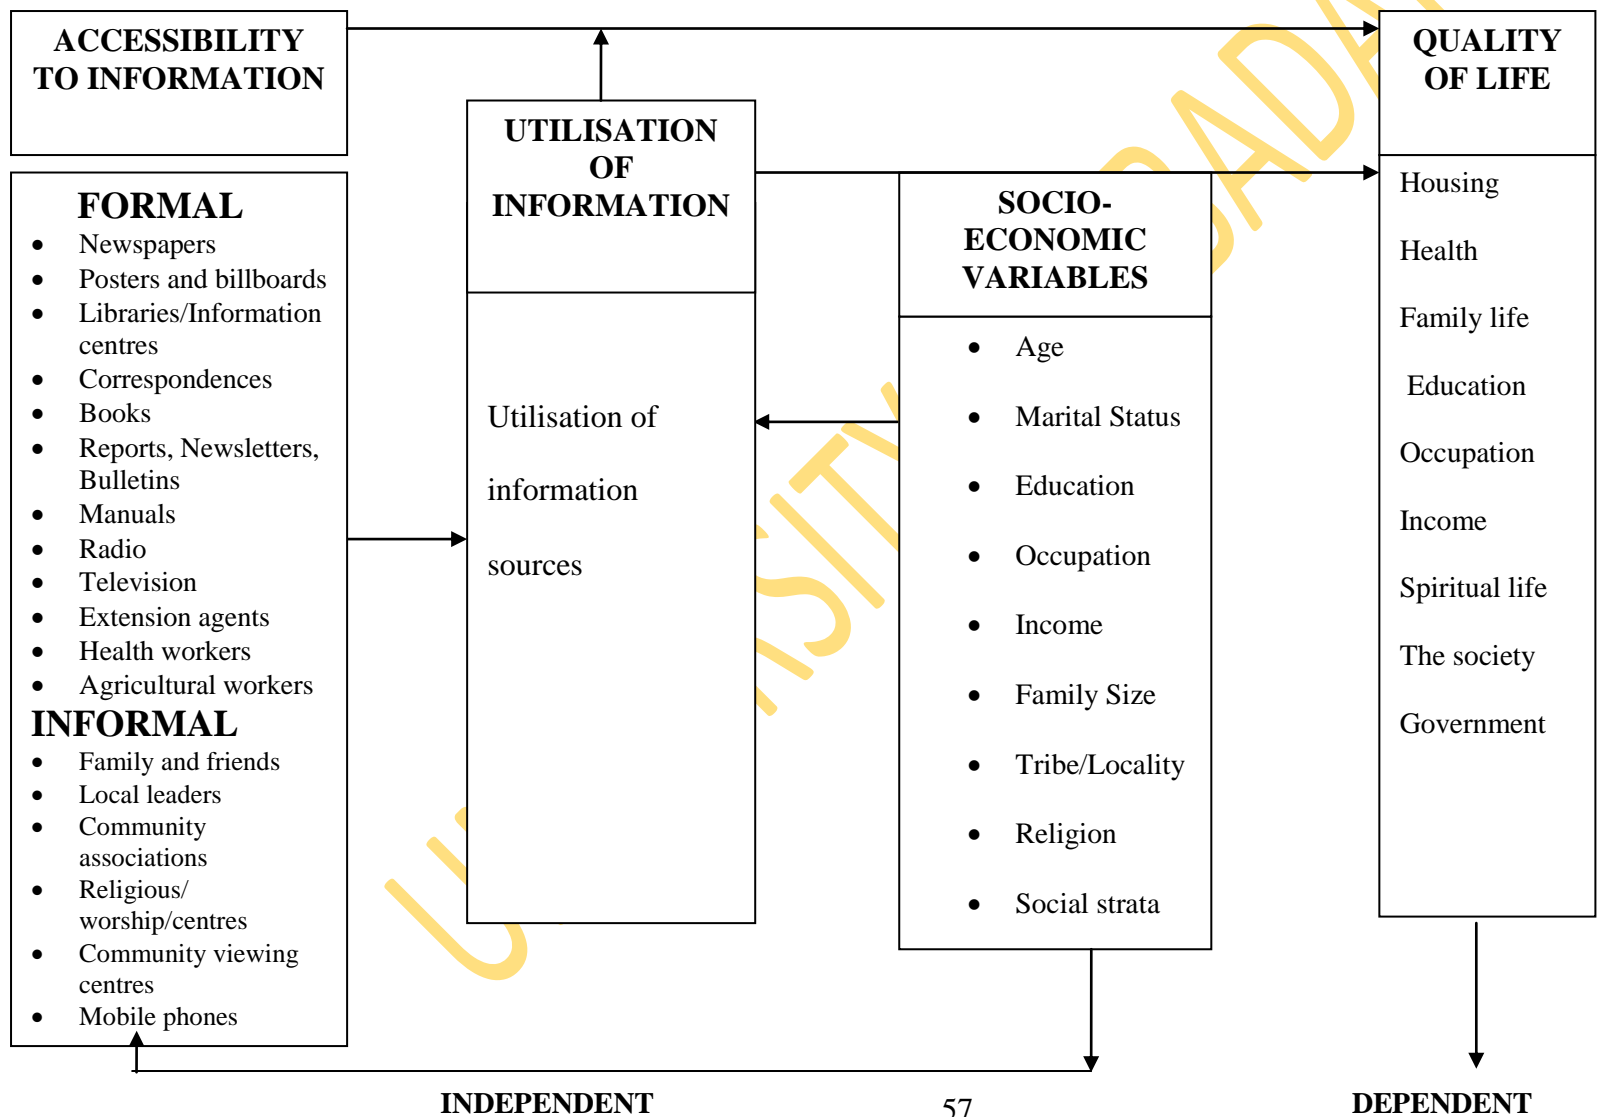 ACCESSIBILITY
TO INFORMATION
FORMAL
• Newspapers
• Posters and billboards
• Libraries/Information
centres
• Correspondences
• Books
• Reports, Newsletters,
Bulletins
• Manuals
• Radio
• Television
• Extension agents
• Health workers
• Agricultural workers
INFORMAL
• Family and friends
• Local leaders
• Community
associations
• Religious/
worship/centres
• Community viewing
centres
• Mobile phones
UTILISATION
OF
INFORMATION
Utilisation of
information
sources
SOCIO-
ECONOMIC
VARIABLES
• Age
• Marital Status
• Education
• Occupation
• Income
• Family Size
• Tribe/Locality
• Religion
• Social strata
QUALITY
OF LIFE
Housing
Health
Family life
Education
Occupation
Income
Spiritual life
The society
Government
INDEPENDENT
57
DEPENDENT